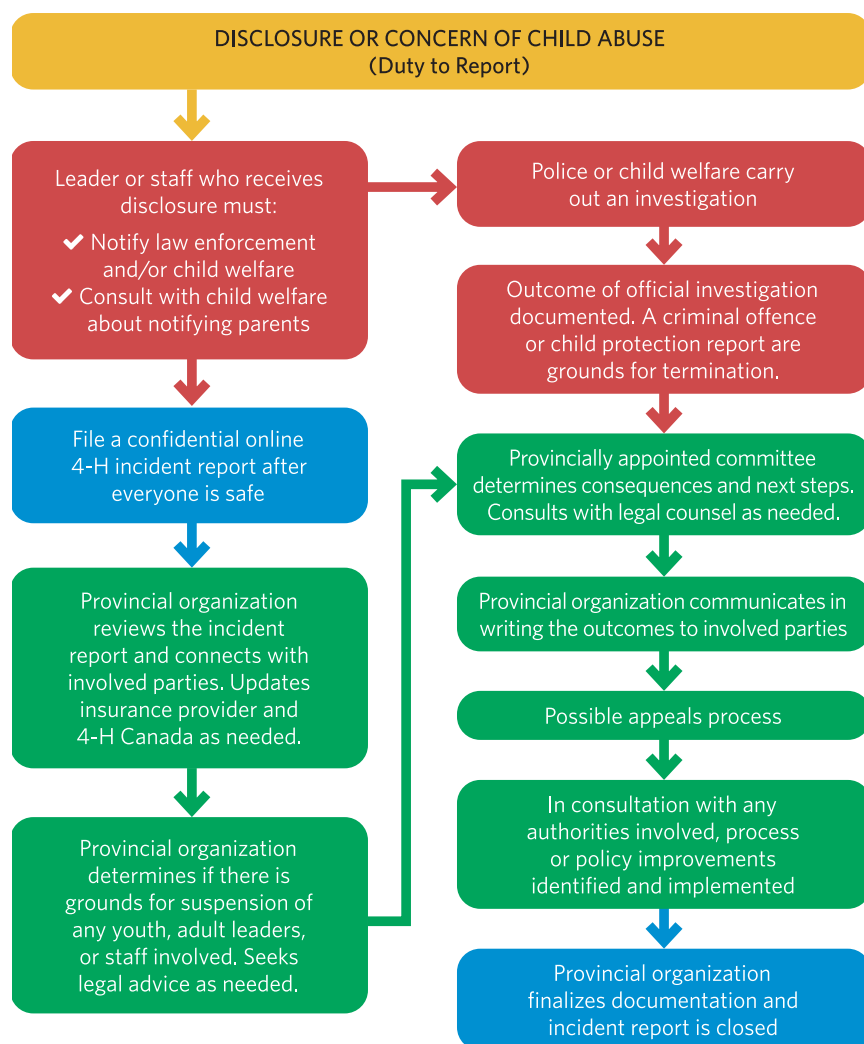 DISCLOSURE OR CONCERN OF CHILD ABUSE
(Duty to Report)
Leader or staff who receives
disclosure must:
✔ Notify law enforcement
and/or child welfare
✔ Consult with child welfare
about notifying parents
File a confidential online
4-H incident report after
everyone is safe
Provincial organization
reviews the incident
report and connects with
involved parties. Updates
insurance provider and
4-H Canada as needed.
Provincial organization
determines if there is
grounds for suspension of
any youth, adult leaders,
or staff involved. Seeks
legal advice as needed.
Police or child welfare carry
out an investigation
Outcome of official investigation
documented. A criminal offence
or child protection report are
grounds for termination.
Provincially appointed committee
determines consequences and next steps.
Consults with legal counsel as needed.
Provincial organization communicates in
writing the outcomes to involved parties
Possible appeals process
In consultation with any
authorities involved, process
or policy improvements
identified and implemented
Provincial organization
finalizes documentation and
incident report is closed